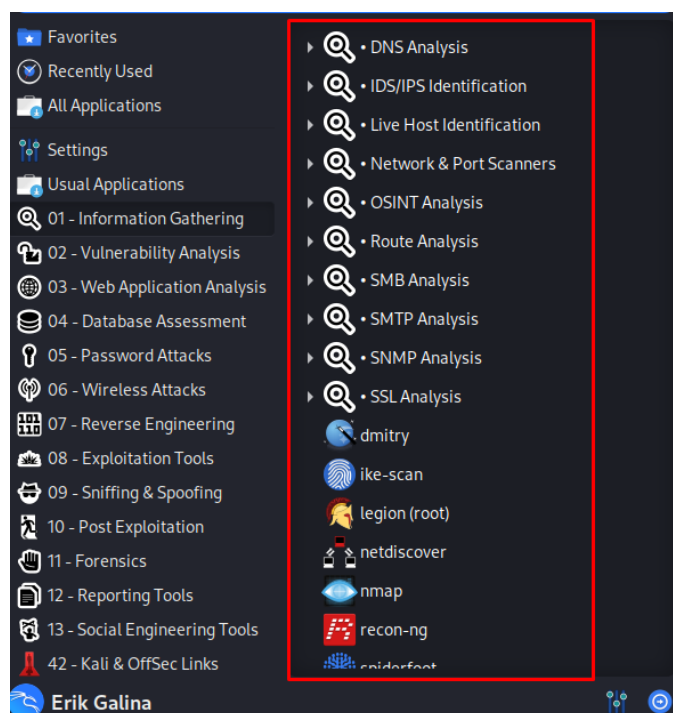 Favorites
Recently Used
All Applications
Settings
Usual Applications
01 - Information Gathering
02 - Vulnerability Analysis
03 - Web Application Analysis
04 - Database Assessment
05 - Password Attacks
06 - Wireless Attacks
07 - Reverse Engineering
08 - Exploitation Tools
09 - Sniffing & Spoofing
10 - Post Exploitation
11 - Forensics
12 - Reporting Tools
13 - Social Engineering Tools
42 - Kali & OffSec Links
• DNS Analysis
• IDS/IPS Identification
• Live Host Identification
• Network & Port Scanners
• OSINT Analysis
• Route Analysis
• SMB Analysis
• SMTP Analysis
• SNMP Analysis
• SSL Analysis
dmitry
ike-scan
legion (root)
netdiscover
nmap
recon-ng
spiderfoot
Erik Galina